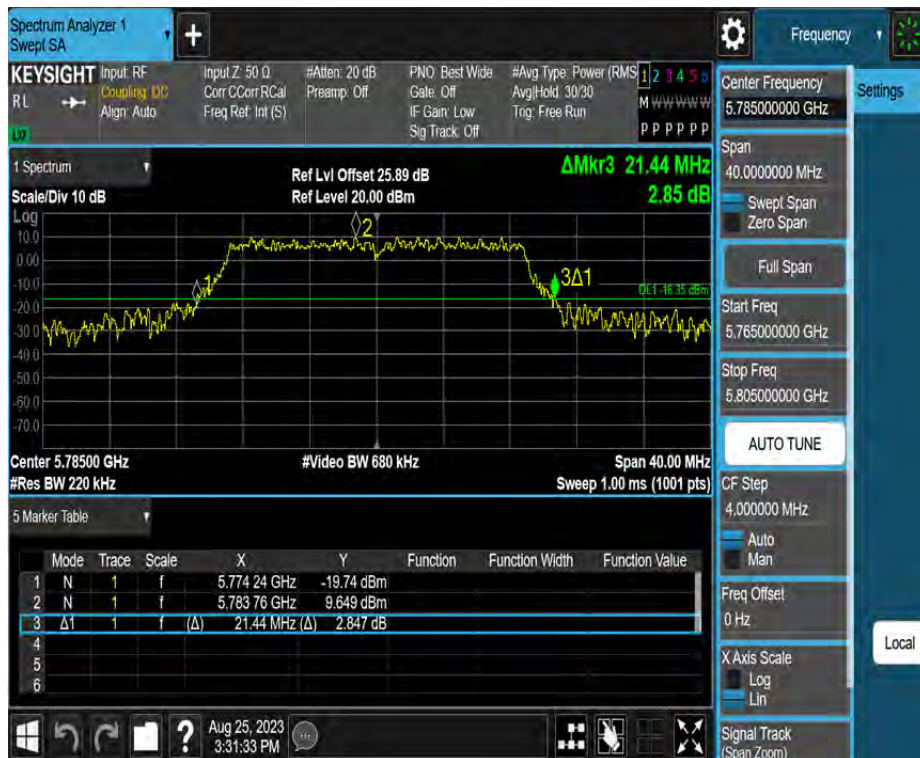 Spectrum Analyzer 1
Swept SA
+
Frequency
KEYSIGHT
RL
LXI
Input: RF
Coupling: DC
Align: Auto
Input Z: 50 Ω
Corr CCorr RCal
Freq Ref: Int (S)
#Atten: 20 dB
Preamp: Off
PNO: Best Wide
Gate: Off
IF Gain: Low
Sig Track: Off
#Avg Type: Power (RMS
Avg|Hold: 30/30
Trig: Free Run
1 2 3 4 5 6
M W W W W W
P P P P P P
1 Spectrum
Scale/Div 10 dB
Ref Lvl Offset 25.89 dB
Ref Level 20.00 dBm
ΔMkr3 21.44 MHz
2.85 dB
Log
10.0
0.00
-10.0
-20.0
-30.0
-40.0
-50.0
-60.0
-70.0
1
2
3Δ1
DL1 -16.35 dBm
Center 5.78500 GHz
#Video BW 680 kHz
Span 40.00 MHz
#Res BW 220 kHz
Sweep 1.00 ms (1001 pts)
5 Marker Table
Mode Trace Scale X Y Function Function Width Function Value
1 N 1 f 5.774 24 GHz -19.74 dBm
2 N 1 f 5.783 76 GHz 9.649 dBm
3 Δ1 1 f (Δ) 21.44 MHz (Δ) 2.847 dB
4
5
6
?
Aug 25, 2023
3:31:33 PM
Center Frequency
5.785000000 GHz
Span
40.0000000 MHz
Swept Span
Zero Span
Full Span
Start Freq
5.765000000 GHz
Stop Freq
5.805000000 GHz
AUTO TUNE
CF Step
4.000000 MHz
Auto
Man
Freq Offset
0 Hz
X Axis Scale
Log
Lin
Signal Track
(Span Zoom)
Settings
Local